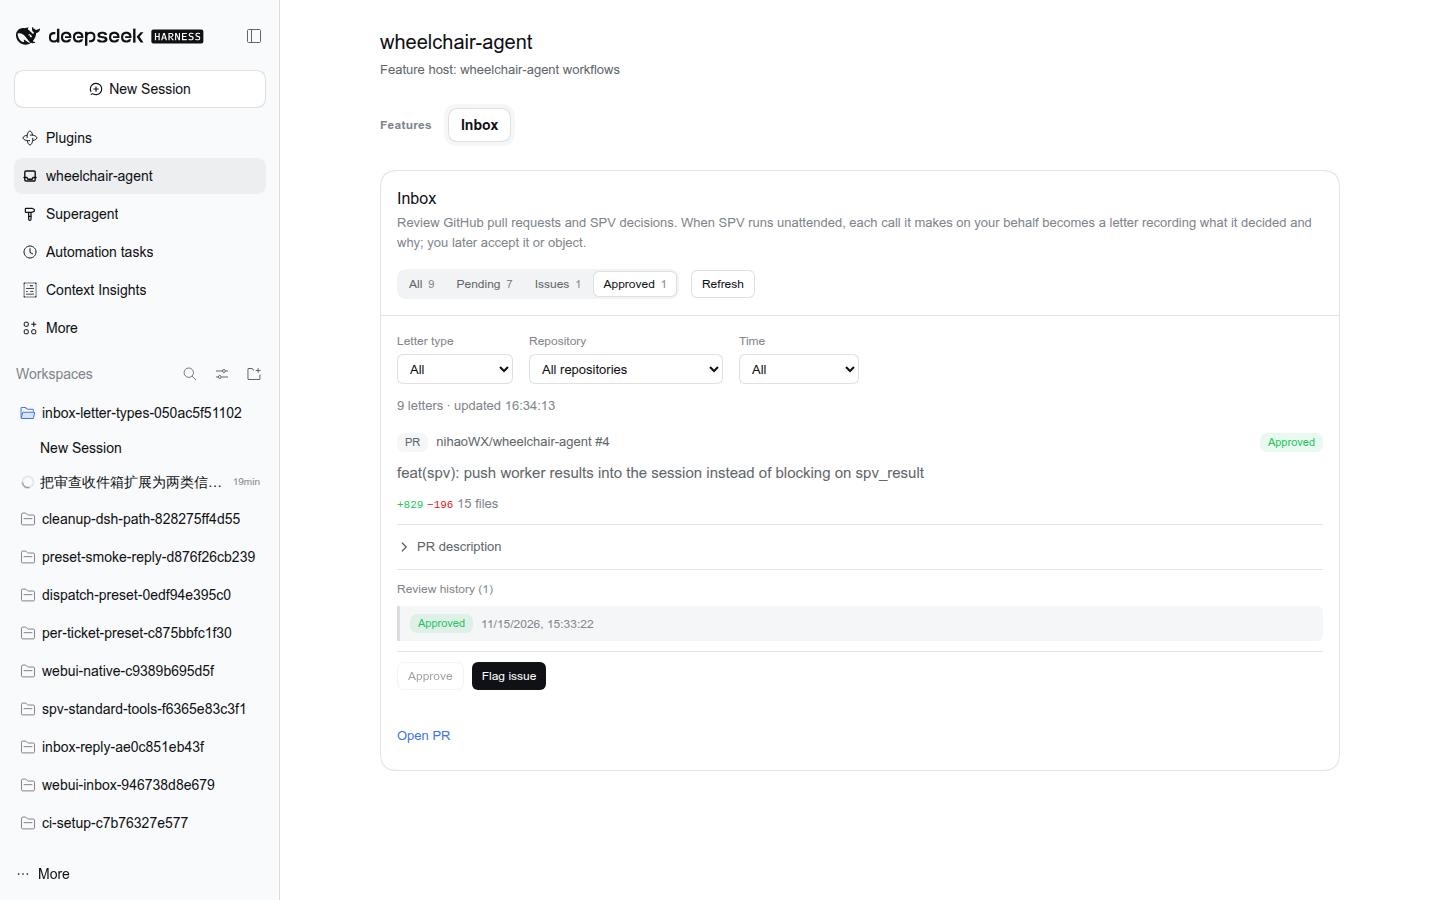 deepseek HARNESS
New Session
Plugins
wheelchair-agent
Superagent
Automation tasks
Context Insights
More
Workspaces
inbox-letter-types-050ac5f51102
New Session
把审查收件箱扩展为两类信… 19min
cleanup-dsh-path-828275ff4d55
preset-smoke-reply-d876f26cb239
dispatch-preset-0edf94e395c0
per-ticket-preset-c875bbfc1f30
webui-native-c9389b695d5f
spv-standard-tools-f6365e83c3f1
inbox-reply-ae0c851eb43f
webui-inbox-946738d8e679
ci-setup-c7b76327e577
More
wheelchair-agent
Feature host: wheelchair-agent workflows
Features Inbox
Inbox
Review GitHub pull requests and SPV decisions. When SPV runs unattended, each call it makes on your behalf becomes a letter recording what it decided and
why; you later accept it or object.
All 9 Pending 7 Issues 1 Approved 1 Refresh
Letter type Repository Time
All All repositories All
9 letters · updated 16:34:13
PR nihaoWX/wheelchair-agent #4 Approved
feat(spv): push worker results into the session instead of blocking on spv_result
+829 −196 15 files
PR description
Review history (1)
Approved 11/15/2026, 15:33:22
Approve Flag issue
Open PR